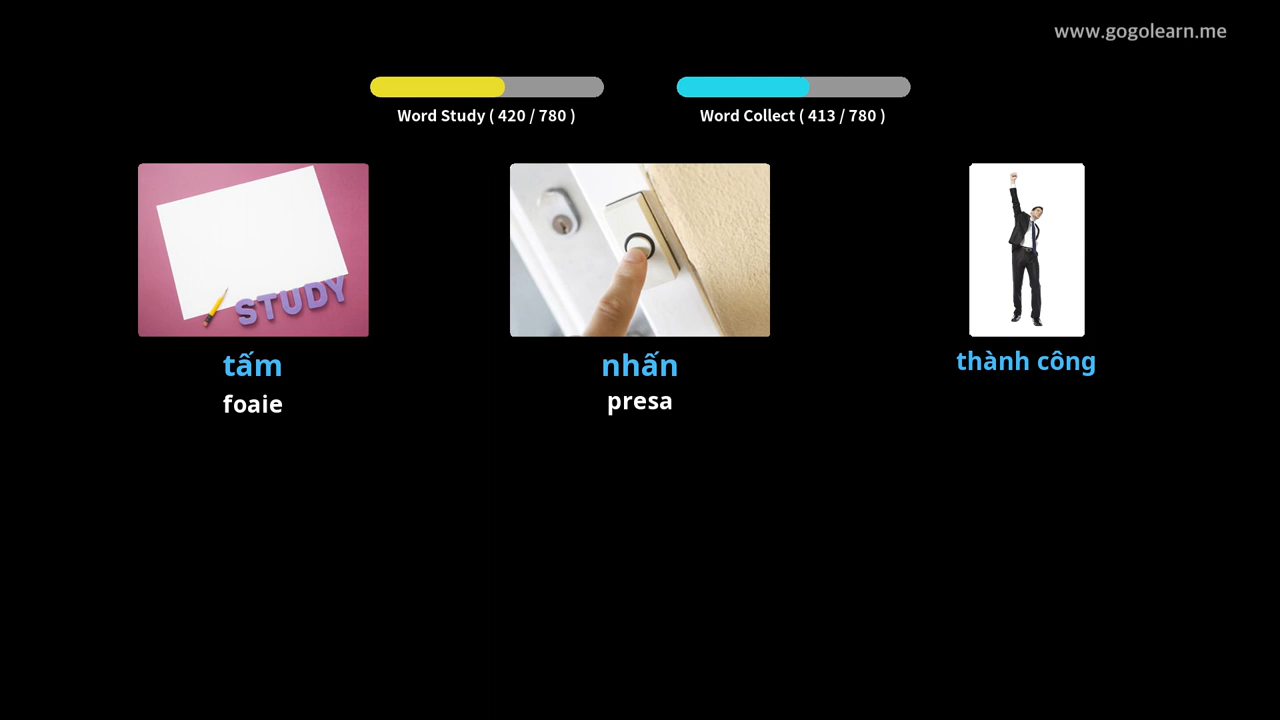 www.gogolearn.me
Word Study ( 420 / 780 )
Word Collect ( 413 / 780 )
STUDY
tấm
foaie
nhấn
presa
thành công